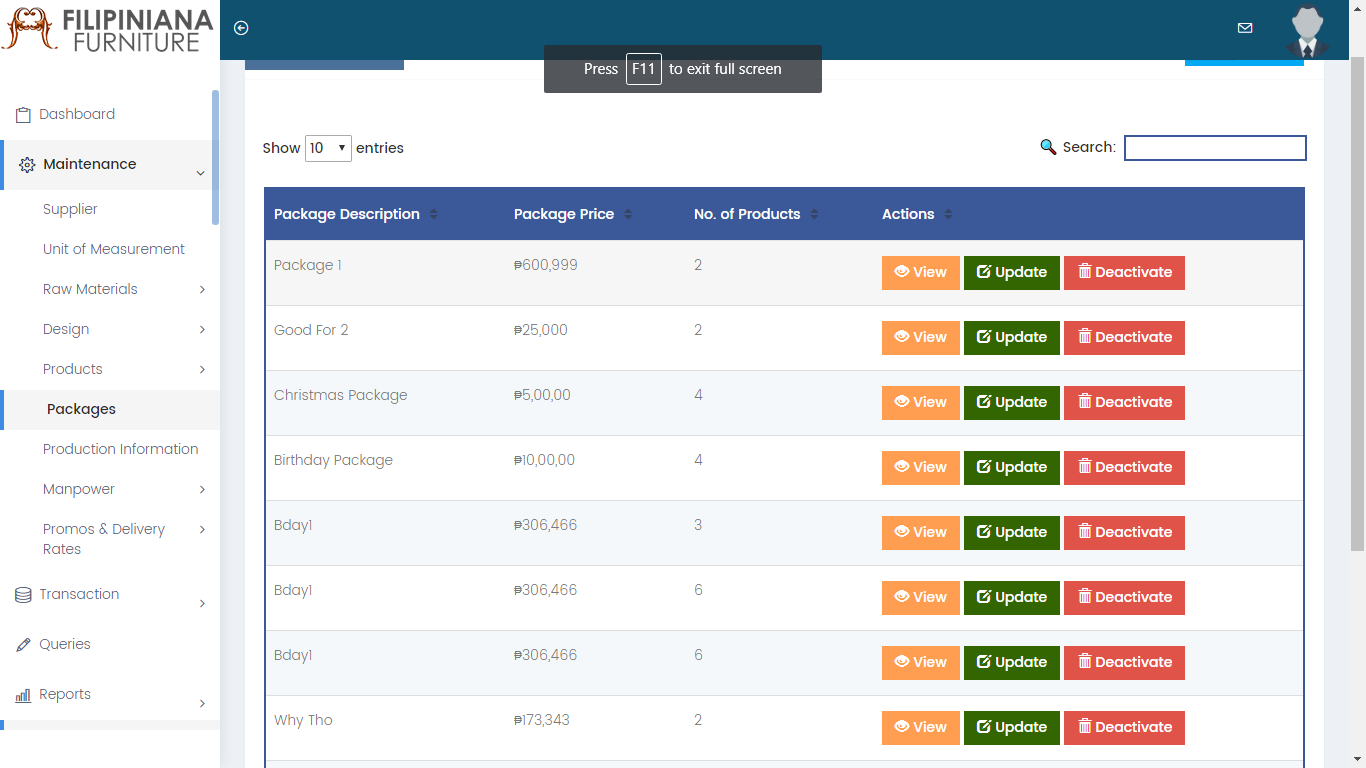 FILIPINIANA
FURNITURE
Press F11 to exit full screen
Dashboard
Maintenance
Supplier
Unit of Measurement
Raw Materials
Design
Products
Packages
Production Information
Manpower
Promos & Delivery
Rates
Transaction
Queries
Reports
Show 10 entries
Search:
Package Description Package Price No. of Products Actions
Package 1 ₱600,999 2 View Update Deactivate
Good For 2 ₱25,000 2 View Update Deactivate
Christmas Package ₱5,00,00 4 View Update Deactivate
Birthday Package ₱10,00,00 4 View Update Deactivate
Bday1 ₱306,466 3 View Update Deactivate
Bday1 ₱306,466 6 View Update Deactivate
Bday1 ₱306,466 6 View Update Deactivate
Why Tho ₱173,343 2 View Update Deactivate